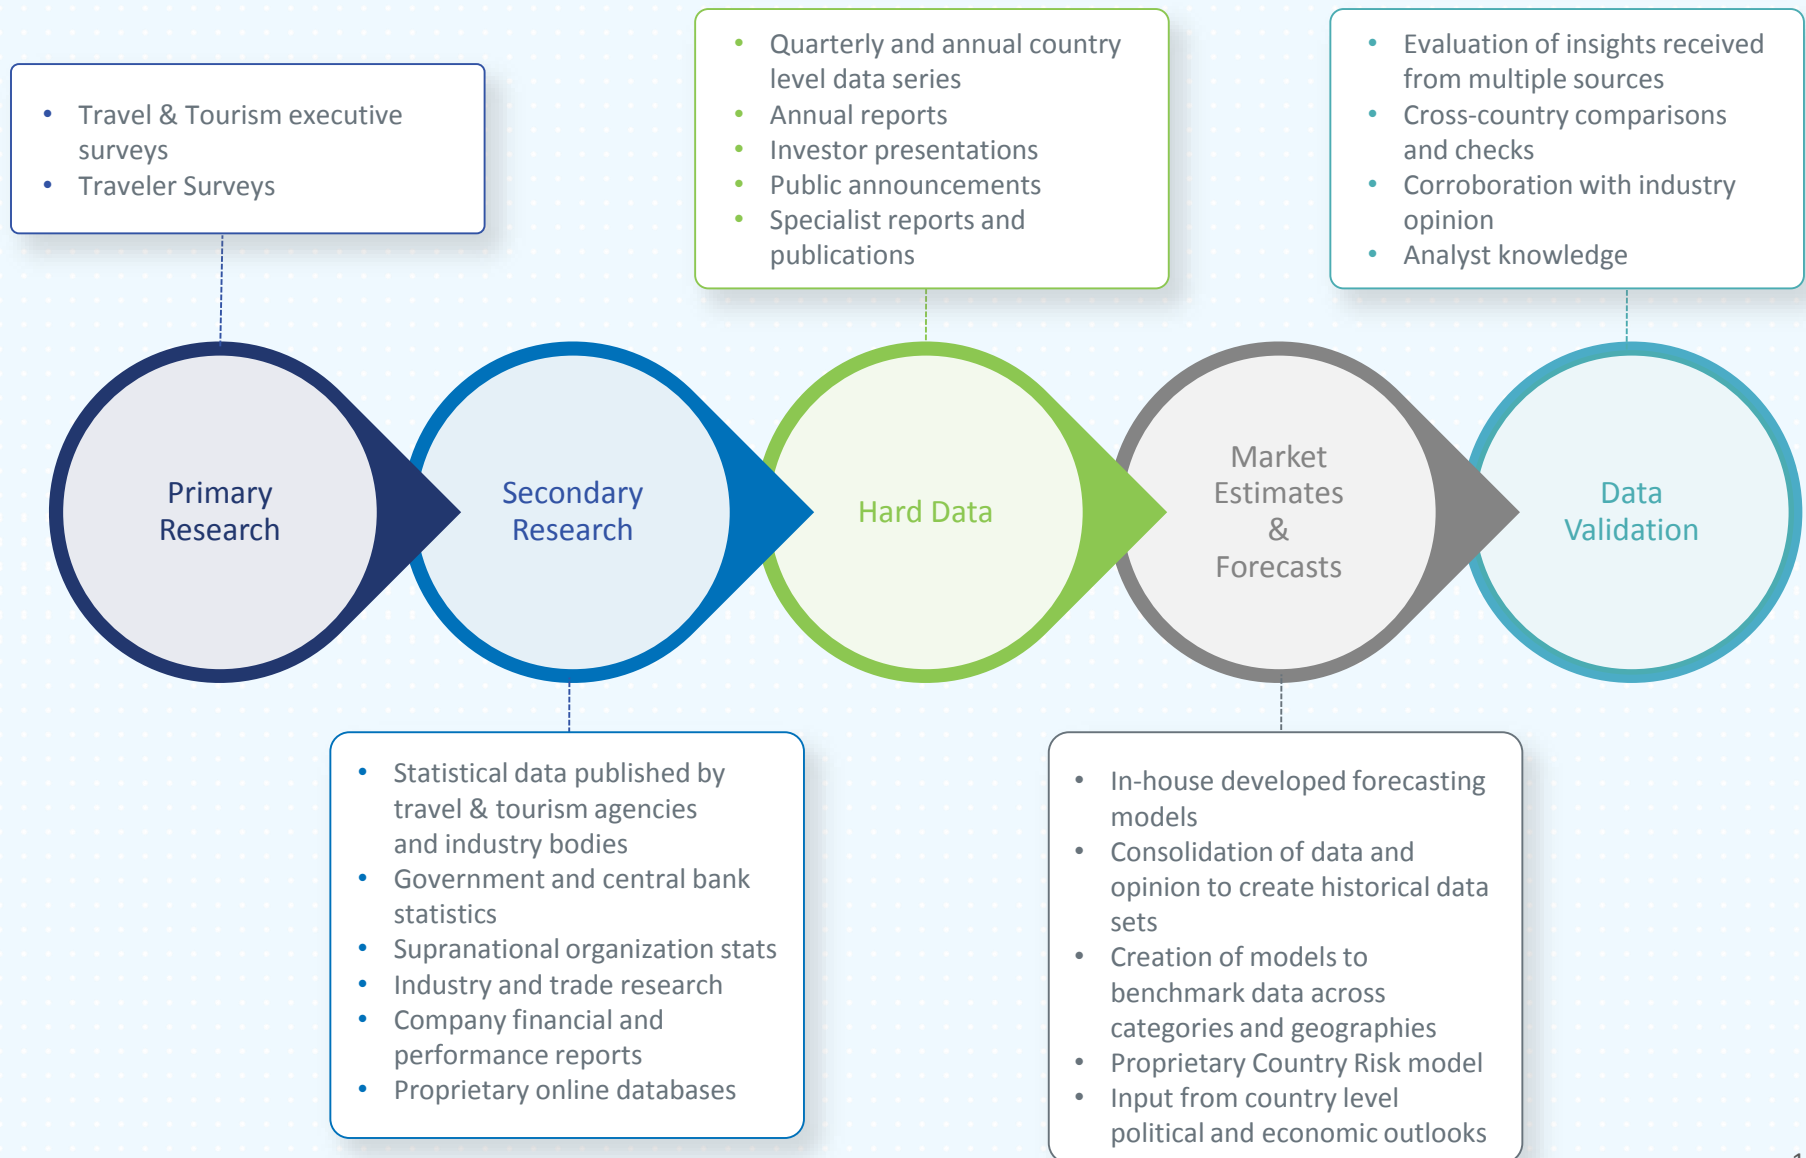 • Travel & Tourism executive
surveys
• Traveler Surveys
• Quarterly and annual country
level data series
• Annual reports
• Investor presentations
• Public announcements
• Specialist reports and
publications
• Evaluation of insights received
from multiple sources
• Cross-country comparisons
and checks
• Corroboration with industry
opinion
• Analyst knowledge
Primary
Research
Secondary
Research
Hard Data
Market
Estimates
&
Forecasts
Data
Validation
• Statistical data published by
travel & tourism agencies
and industry bodies
• Government and central bank
statistics
• Supranational organization stats
• Industry and trade research
• Company financial and
performance reports
• Proprietary online databases
• In-house developed forecasting
models
• Consolidation of data and
opinion to create historical data
sets
• Creation of models to
benchmark data across
categories and geographies
• Proprietary Country Risk model
• Input from country level
political and economic outlooks